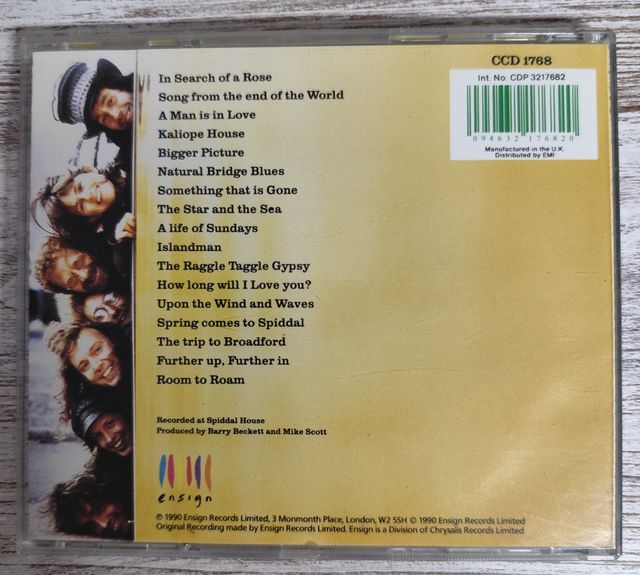 In Search of a Rose
Song from the end of the World
A Man is in Love
Kaliope House
Bigger Picture
Natural Bridge Blues
Something that is Gone
The Star and the Sea
A life of Sundays
Islandman
The Raggle Taggle Gypsy
How long will I Love you?
Upon the Wind and Waves
Spring comes to Spiddal
The trip to Broadford
Further up, Further in
Room to Roam
CCD 1768
Int. No. CDP 3217682
0 94632 17682 0
Manufactured in the U.K.
Distributed by EMI
Recorded at Spiddal House
Produced by Barry Beckett and Mike Scott
ensign
℗ 1990 Ensign Records Limited, 3 Monmonth Place, London, W2 5SH © 1990 Ensign Records Limited
Original Recording made by Ensign Records Limited. Ensign is a Division of Chrysalis Records Limited